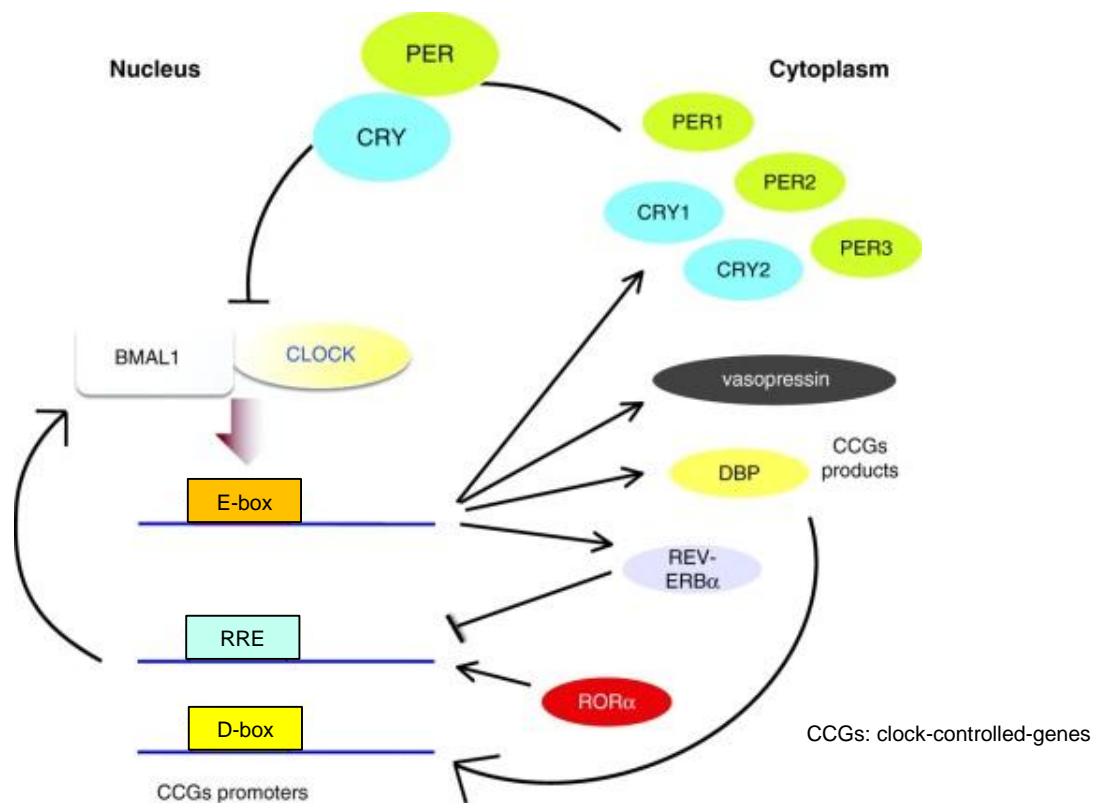 PER
Nucleus
Cytoplasm
CRY
PER1
PER2
CRY1
PER3
CRY2
BMAL1
CLOCK
vasopressin
CCGs
products
DBP
E-box
REV-
ERBα
RRE
RORα
D-box
CCGs: clock-controlled-genes
CCGs promoters